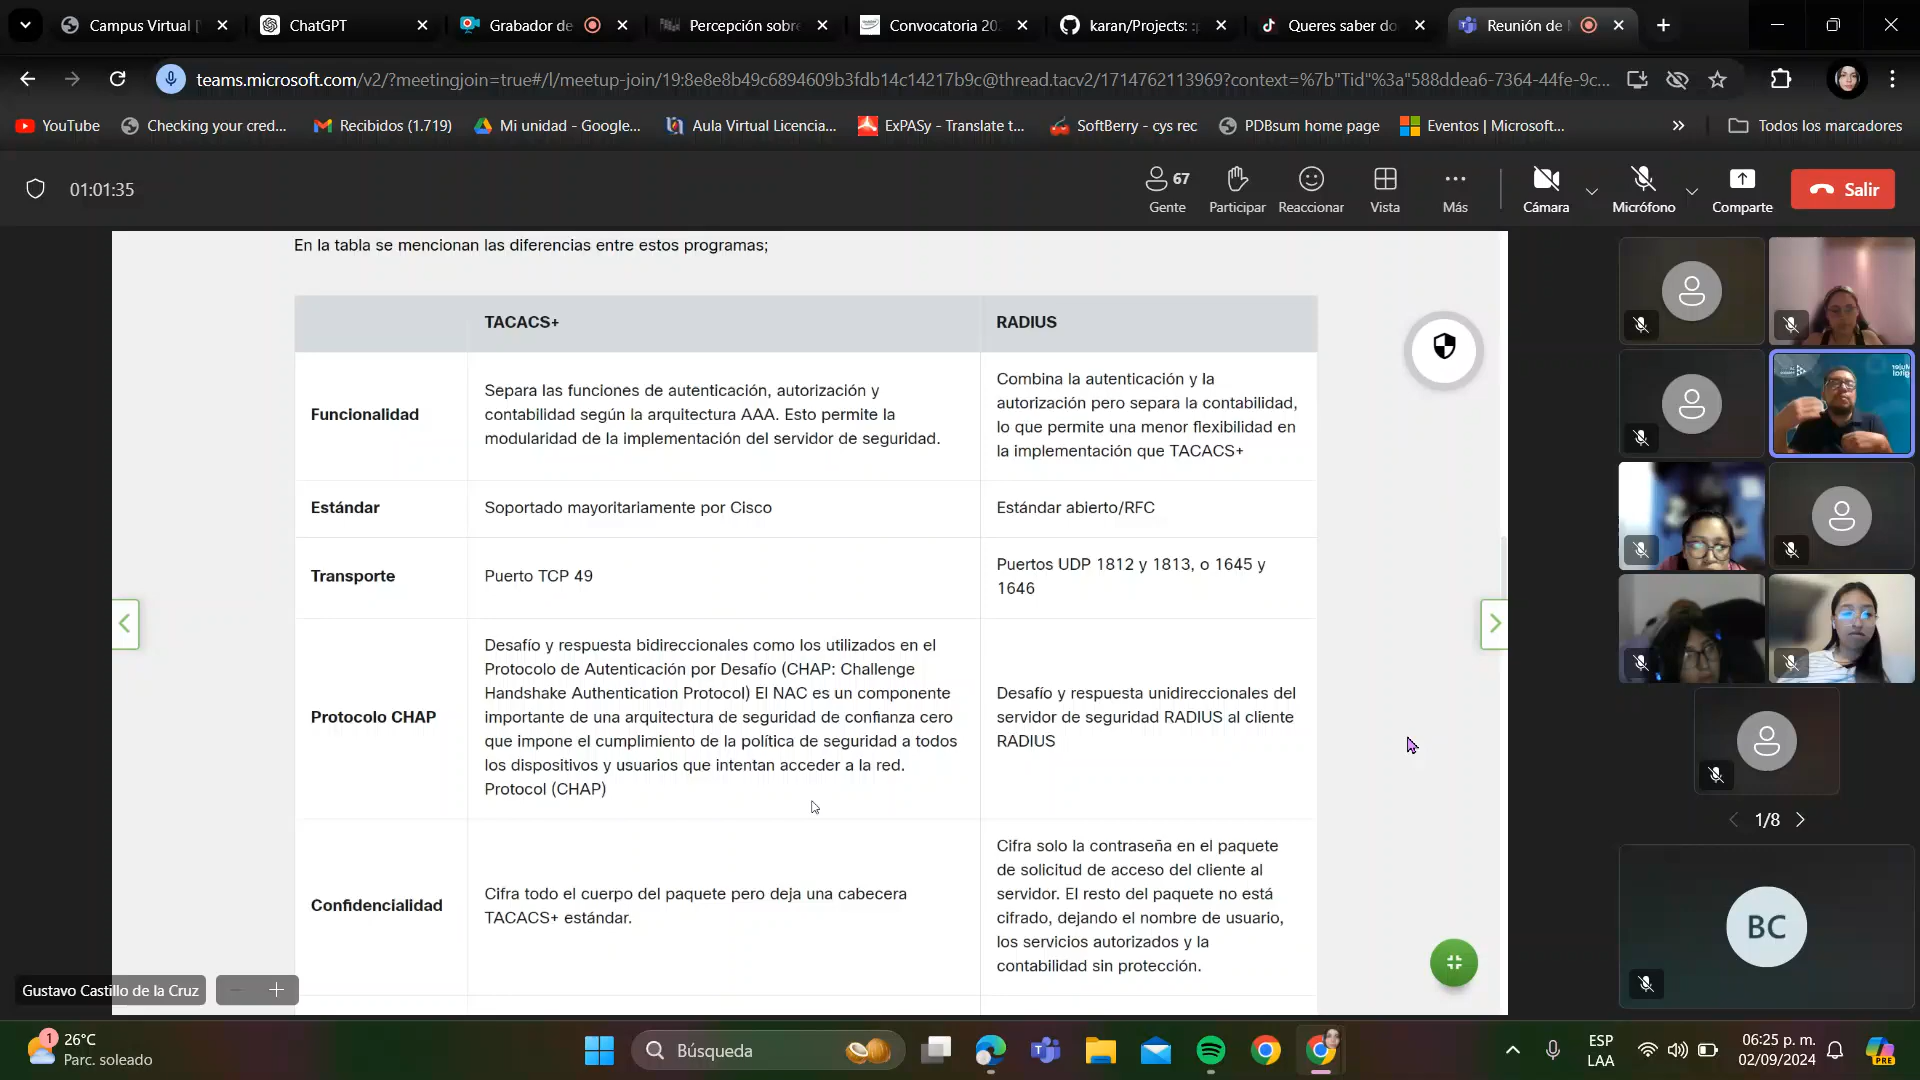 Campus Virtual [
ChatGPT
Grabador de
Percepción sobre
Convocatoria 20
karan/Projects: :p
Queres saber do
Reunión de
teams.microsoft.com/v2/?meetingjoin=true#/l/meetup-join/19:8e8e8b49c6894609b3fdb14c14217b9c@thread.tacv2/1714762113969?context=%7b"Tid"%3a"588ddea6-7364-44fe-9c...
YouTube
Checking your cred...
Recibidos (1.719)
Mi unidad - Google...
Aula Virtual Licencia...
ExPASy - Translate t...
SoftBerry - cys rec
PDBsum home page
Eventos | Microsoft...
»
Todos los marcadores
01:01:35
67
Gente
Participar
Reaccionar
Vista
Más
Cámara
Micrófono
Comparte
Salir
En la tabla se mencionan las diferencias entre estos programas;
TACACS+
RADIUS
Funcionalidad
Separa las funciones de autenticación, autorización y
contabilidad según la arquitectura AAA. Esto permite la
modularidad de la implementación del servidor de seguridad.
Combina la autenticación y la
autorización pero separa la contabilidad,
lo que permite una menor flexibilidad en
la implementación que TACACS+
Estándar
Soportado mayoritariamente por Cisco
Estándar abierto/RFC
Transporte
Puerto TCP 49
Puertos UDP 1812 y 1813, o 1645 y
1646
Protocolo CHAP
Desafío y respuesta bidireccionales como los utilizados en el
Protocolo de Autenticación por Desafío (CHAP: Challenge
Handshake Authentication Protocol) El NAC es un componente
importante de una arquitectura de seguridad de confianza cero
que impone el cumplimiento de la política de seguridad a todos
los dispositivos y usuarios que intentan acceder a la red.
Protocol (CHAP)
Desafío y respuesta unidireccionales del
servidor de seguridad RADIUS al cliente
RADIUS
Confidencialidad
Cifra todo el cuerpo del paquete pero deja una cabecera
TACACS+ estándar.
Cifra solo la contraseña en el paquete
de solicitud de acceso del cliente al
servidor. El resto del paquete no está
cifrado, dejando el nombre de usuario,
los servicios autorizados y la
contabilidad sin protección.
Mujer
Digital
1/8
BC
Gustavo Castillo de la Cruz
1
26°C
Parc. soleado
Búsqueda
ESP
LAA
06:25 p. m.
02/09/2024
PRE